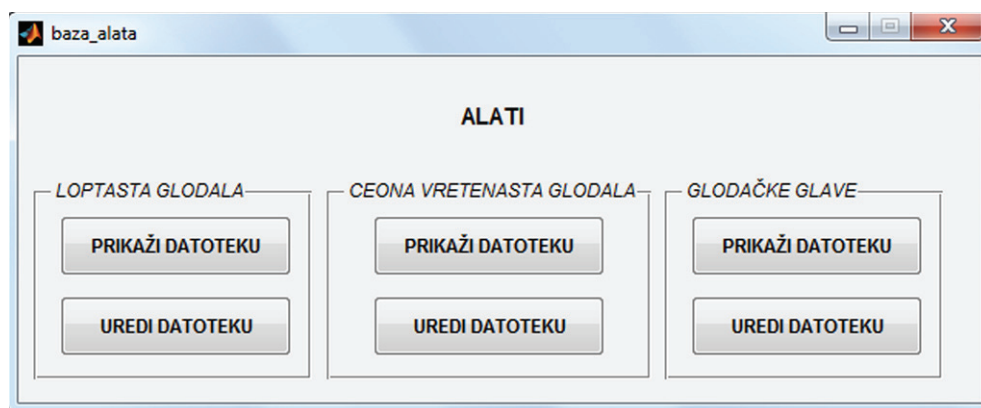 baza_alata
ALATI
LOPTASTA GLODALA
PRIKAŽI DATOTEKU
UREDI DATOTEKU
CEONA VRETENASTA GLODALA
PRIKAŽI DATOTEKU
UREDI DATOTEKU
GLODAČKE GLAVE
PRIKAŽI DATOTEKU
UREDI DATOTEKU